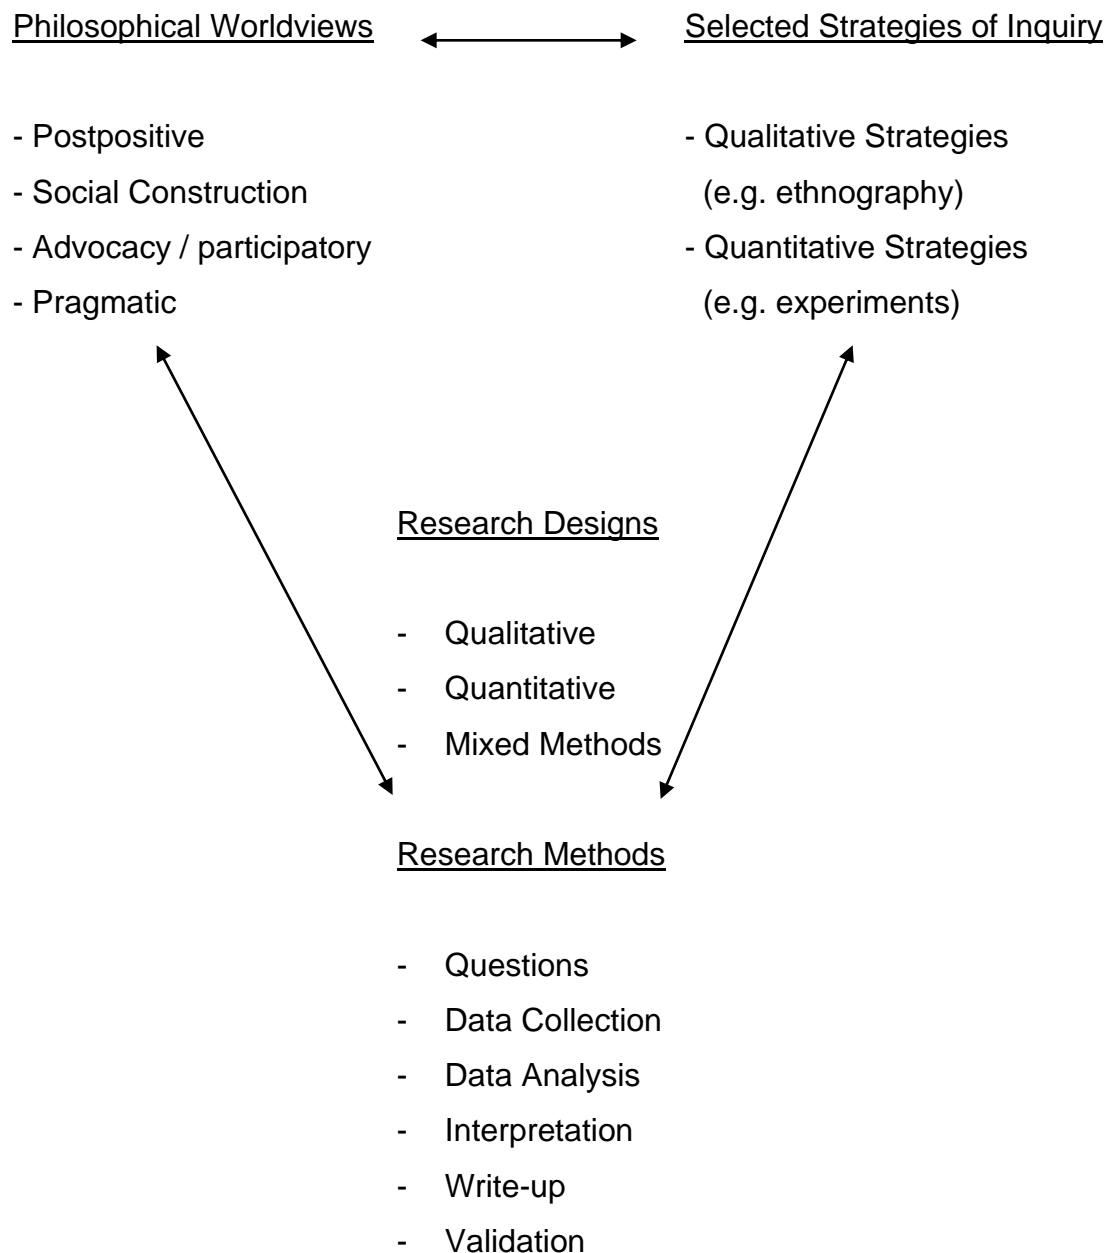 Philosophical Worldviews
- Postpositive
- Social Construction
- Advocacy / participatory
- Pragmatic
Selected Strategies of Inquiry
- Qualitative Strategies
(e.g. ethnography)
- Quantitative Strategies
(e.g. experiments)
Research Designs
- Qualitative
- Quantitative
- Mixed Methods
Research Methods
- Questions
- Data Collection
- Data Analysis
- Interpretation
- Write-up
- Validation